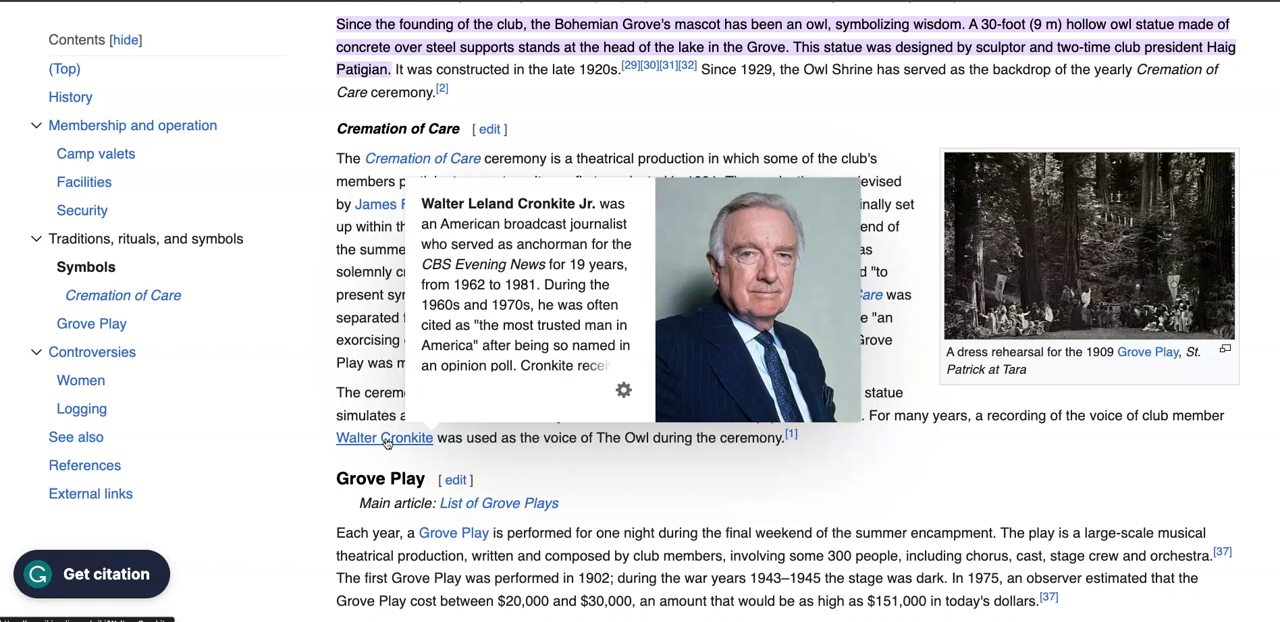 Contents [hide]
(Top)
History
Membership and operation
Camp valets
Facilities
Security
Traditions, rituals, and symbols
Symbols
Cremation of Care
Grove Play
Controversies
Women
Logging
See also
References
External links
Get citation
Since the founding of the club, the Bohemian Grove's mascot has been an owl, symbolizing wisdom. A 30-foot (9 m) hollow owl statue made of
concrete over steel supports stands at the head of the lake in the Grove. This statue was designed by sculptor and two-time club president Haig
Patigian. It was constructed in the late 1920s.[29][30][31][32] Since 1929, the Owl Shrine has served as the backdrop of the yearly Cremation of
Care ceremony.[2]
Cremation of Care [ edit ]
The Cremation of Care ceremony is a theatrical production in which some of the club's
members
by James
up within th
the summe
solemnly
present
separated
exorcising
Play was
evised
nally set
end of
as
d "to
Care was
e "an
Grove
Walter Leland Cronkite Jr. was
an American broadcast journalist
who served as anchorman for the
CBS Evening News for 19 years,
from 1962 to 1981. During the
1960s and 1970s, he was often
cited as "the most trusted man in
America" after being so named in
an opinion poll. Cronkite
A dress rehearsal for the 1909 Grove Play, St.
Patrick at Tara
The cerem statue
simulates a . For many years, a recording of the voice of club member
Walter Cronkite was used as the voice of The Owl during the ceremony.[1]
Grove Play [ edit ]
Main article: List of Grove Plays
Each year, a Grove Play is performed for one night during the final weekend of the summer encampment. The play is a large-scale musical
theatrical production, written and composed by club members, involving some 300 people, including chorus, cast, stage crew and orchestra.[37]
The first Grove Play was performed in 1902; during the war years 1943–1945 the stage was dark. In 1975, an observer estimated that the
Grove Play cost between $20,000 and $30,000, an amount that would be as high as $151,000 in today's dollars.[37]